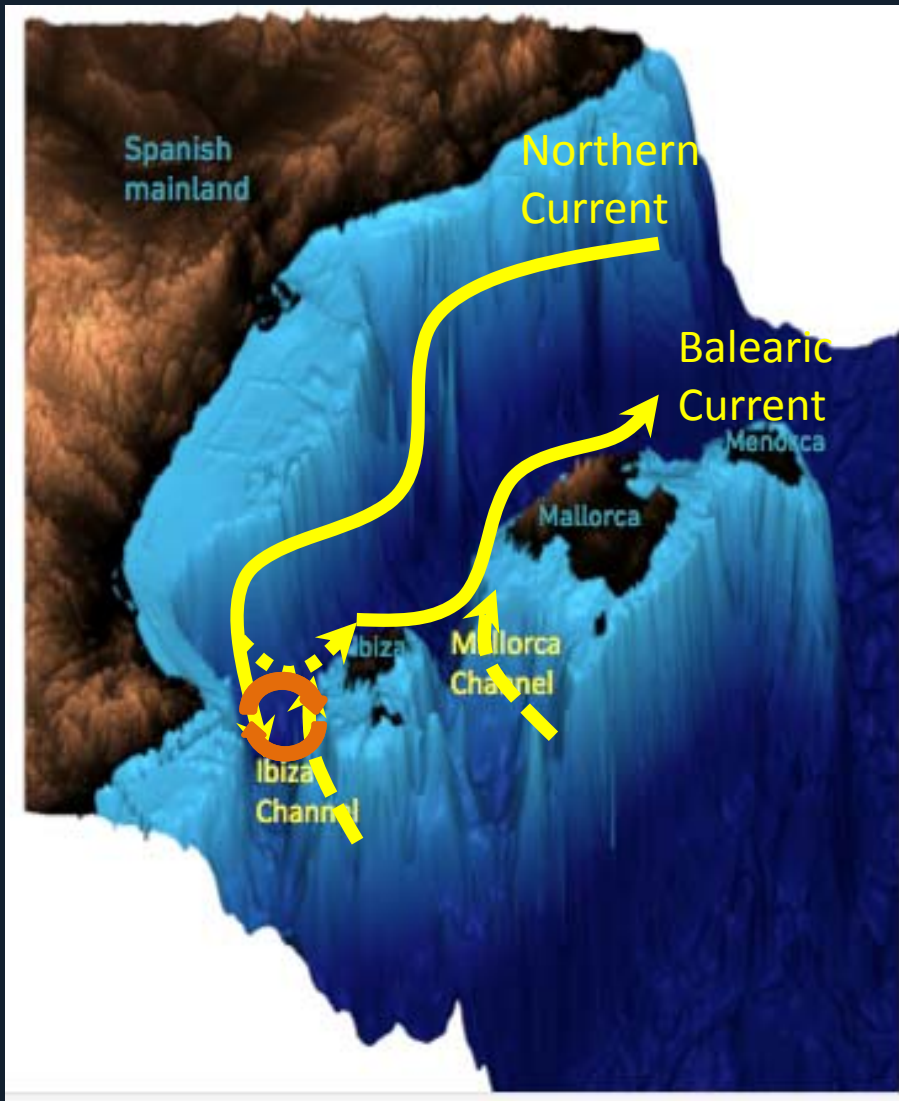 Spanish
mainland
Northern
Current
Balearic
Current
Menorca
Mallorca
Ibiza
Mallorca
Channel
Ibiza
Channel